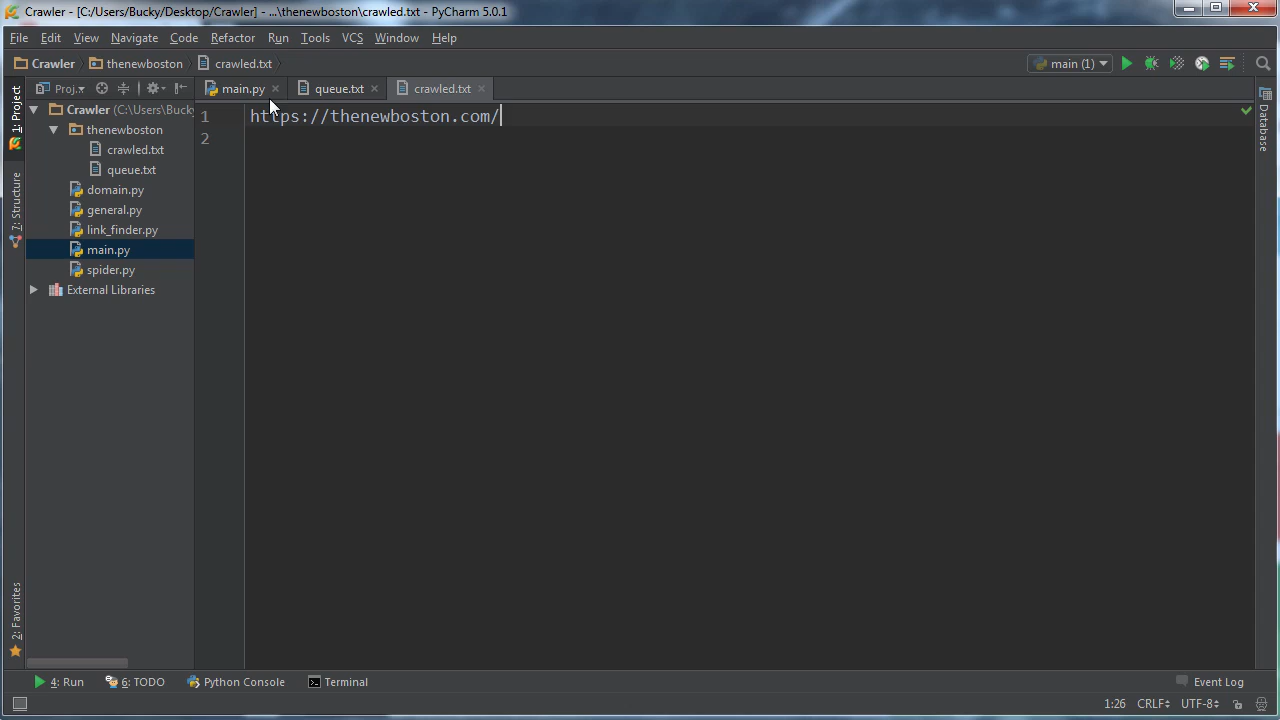 Crawler - [C:/Users/Bucky/Desktop/Crawler] - ...\thenewboston\crawled.txt - PyCharm 5.0.1
File Edit View Navigate Code Refactor Run Tools VCS Window Help
Crawler thenewboston crawled.txt main (1)
1: Project
7: Structure
2: Favorites
Proj.
Crawler (C:\Users\Bucky
thenewboston
crawled.txt
queue.txt
domain.py
general.py
link_finder.py
main.py
spider.py
External Libraries
main.py queue.txt crawled.txt
1 https://thenewboston.com/
2
Database
4: Run 6: TODO Python Console Terminal Event Log
1:26 CRLF UTF-8